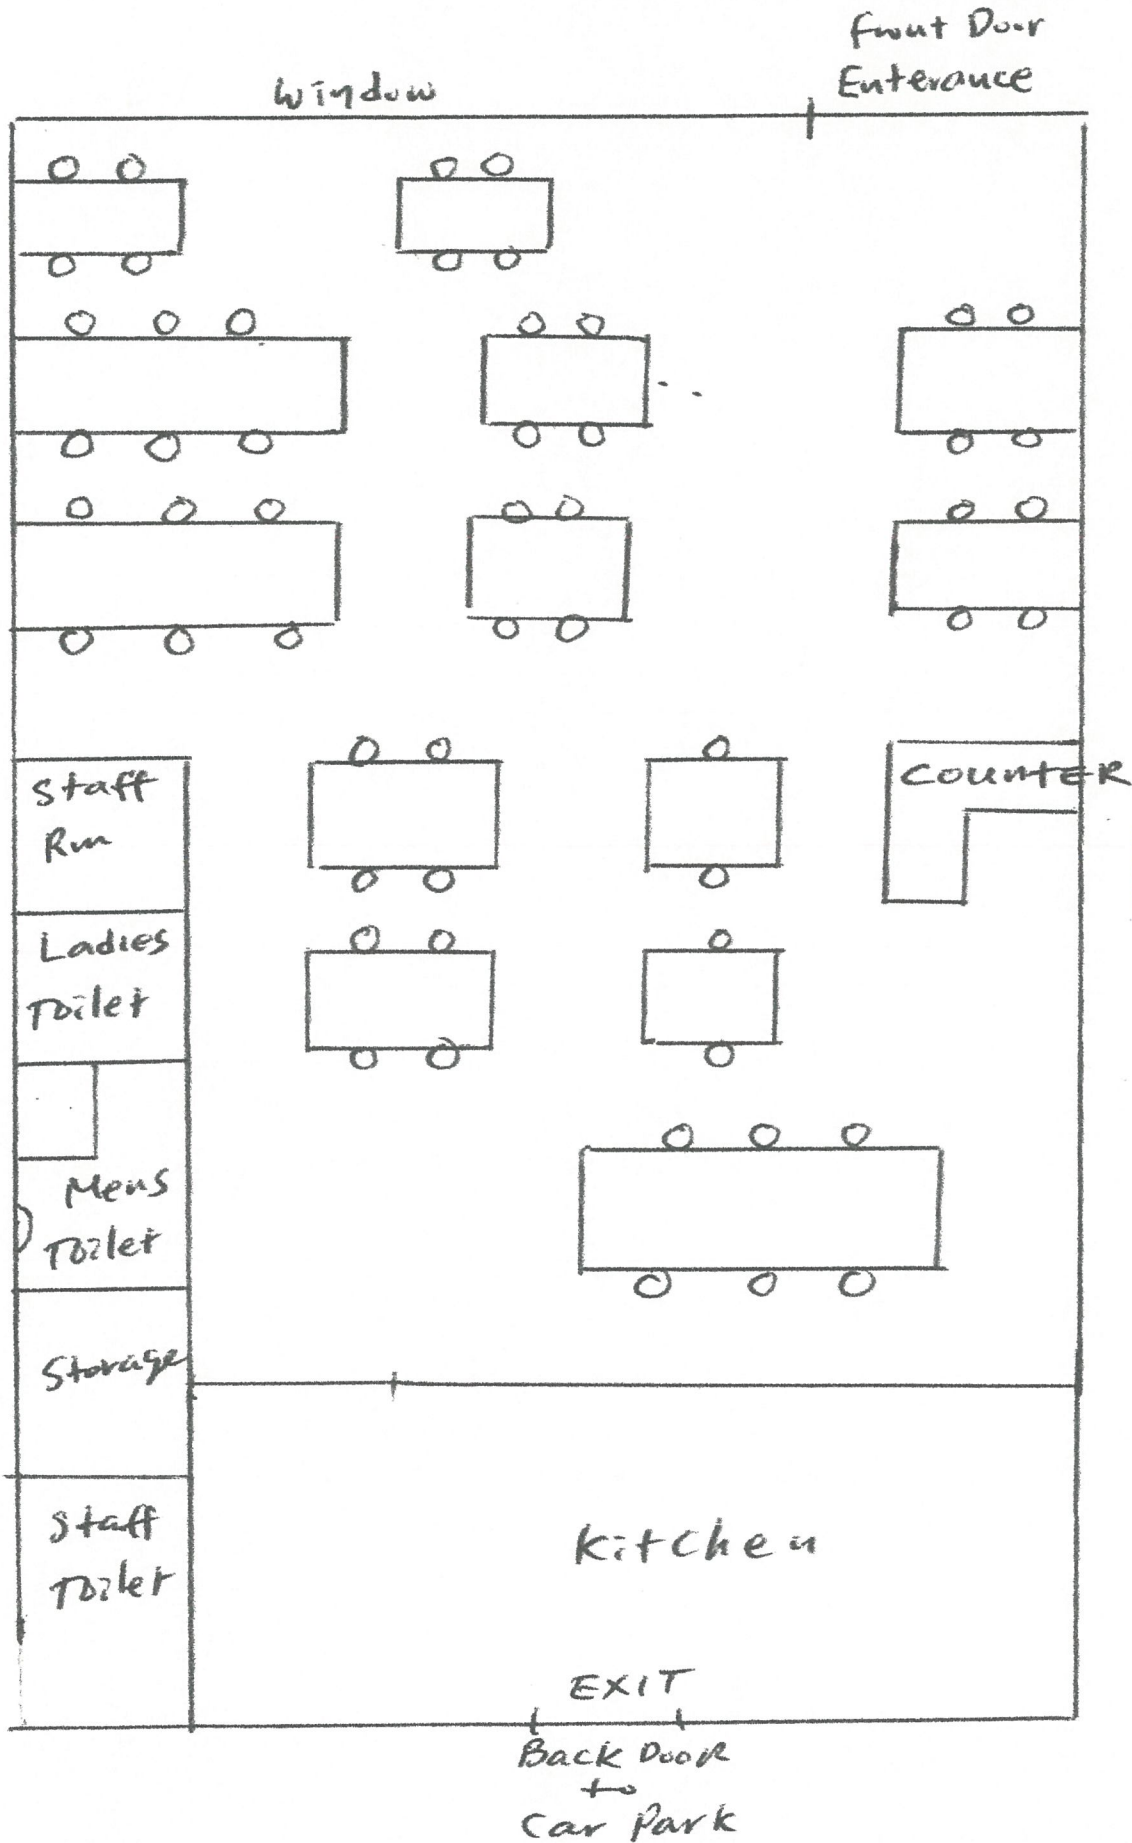 Front Door
Enterance
Window
COUNTER
Staff
Rm
Ladies
Toilet
Mens
Toilet
Storage
Staff
Toilet
Kitchen
EXIT
Back Door
to
Car Park